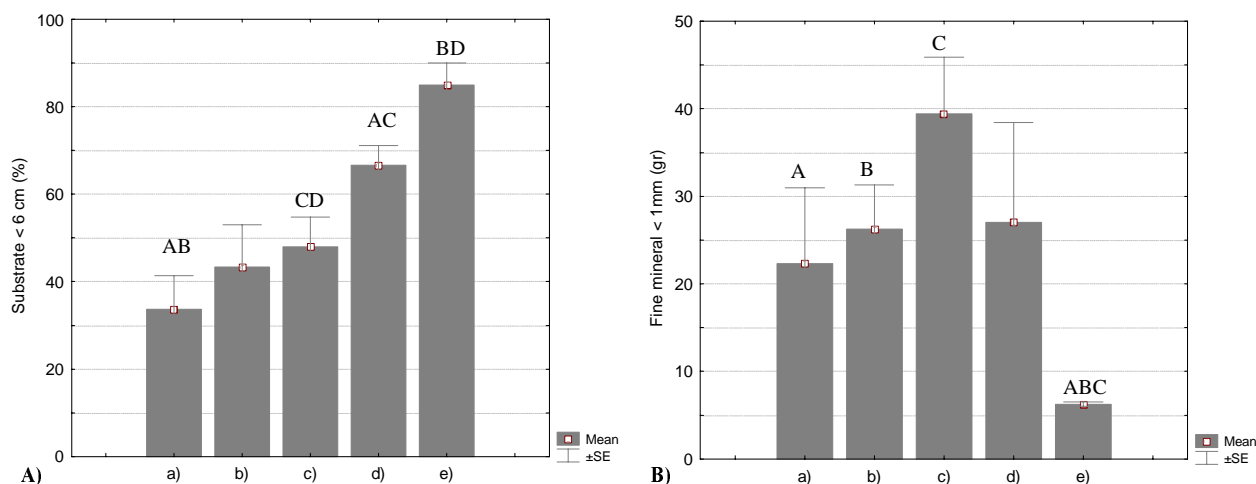 100
80
60
40
20
0
Substrate < 6 cm (%)
AB
CD
AC
BD
a) b) c) d) e)
Mean
±SE
A)
50
40
30
20
10
0
Fine mineral < 1mm (gr)
A
B
C
ABC
a) b) c) d) e)
Mean
±SE
B)